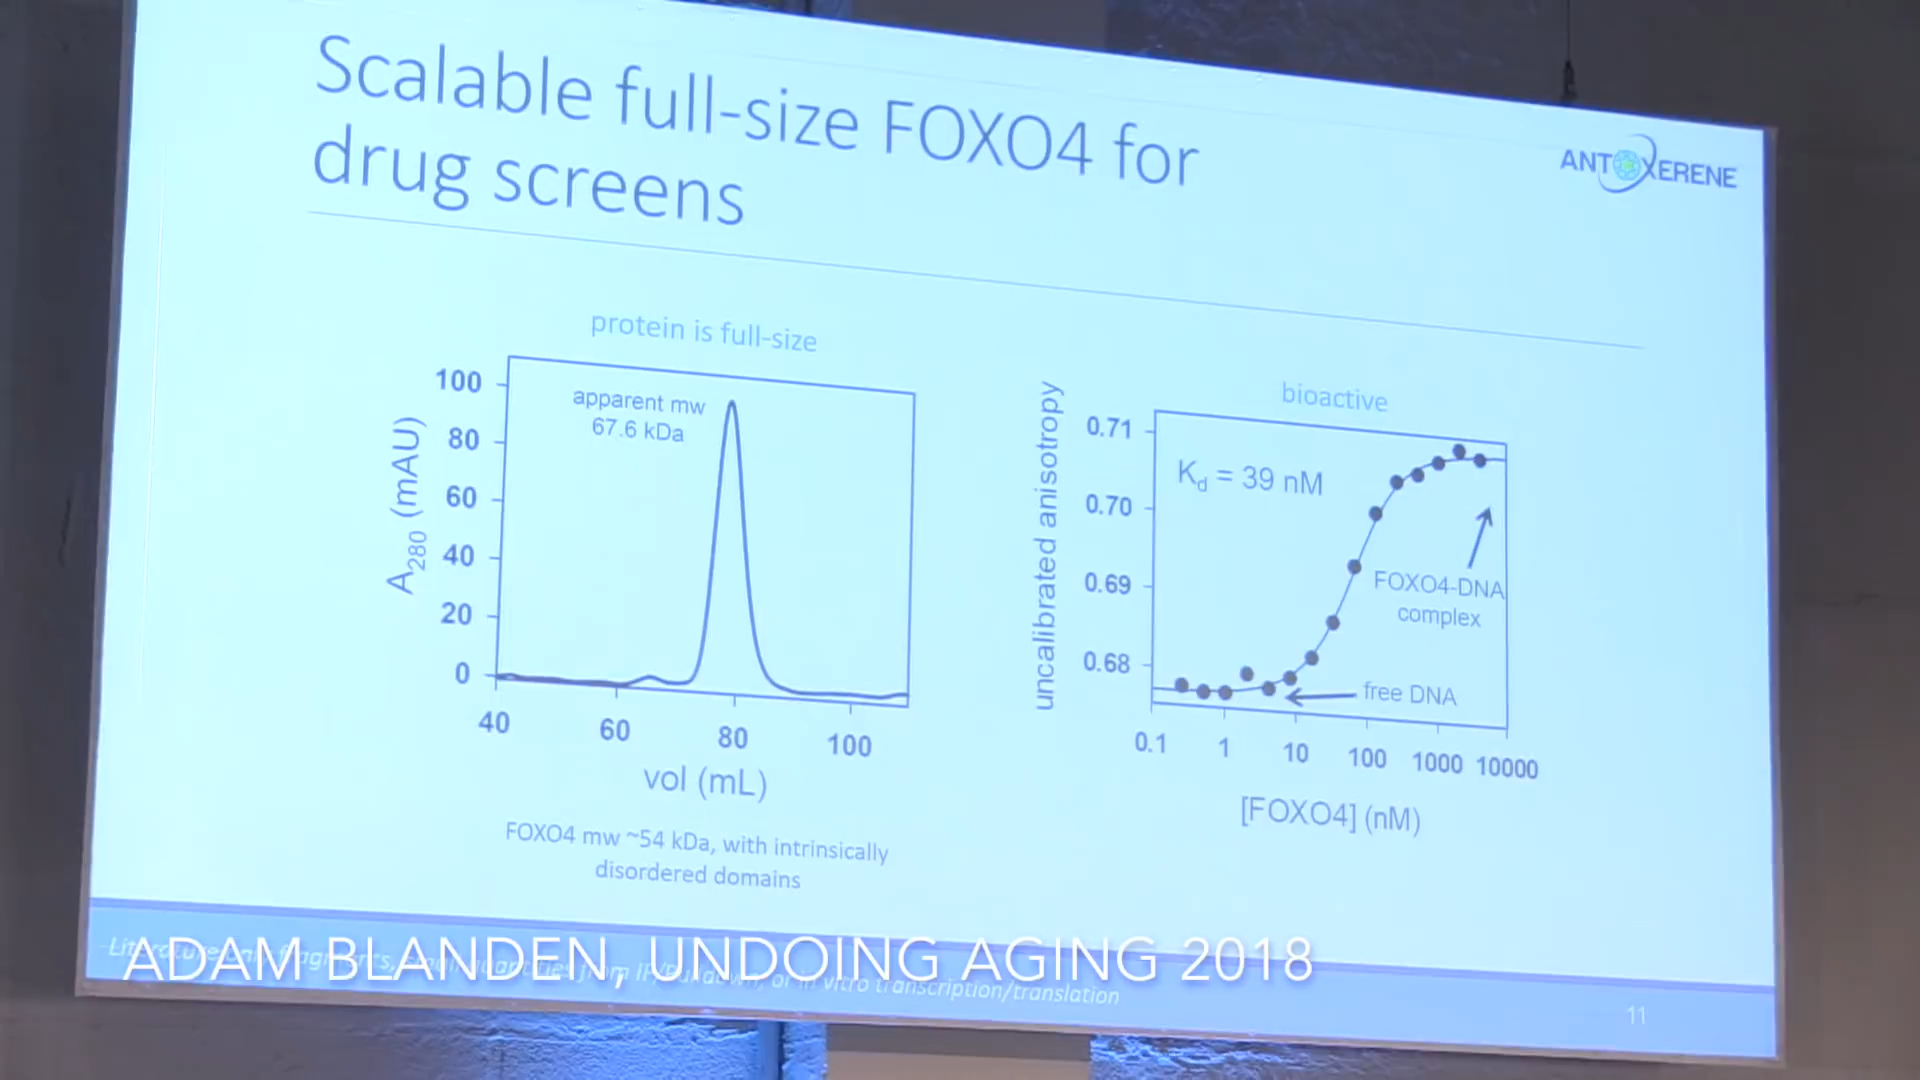 Scalable full-size FOXO4 for
drug screens
ANTOXERENE
protein is full-size
apparent mw
67.6 kDa
A280 (mAU)
100
80
60
40
20
0
40 60 80 100
vol (mL)
FOXO4 mw ~54 kDa, with intrinsically
disordered domains
bioactive
Kd = 39 nM
uncalibrated anisotropy
0.71
0.70
0.69
0.68
FOXO4-DNA
complex
free DNA
0.1 1 10 100 1000 10000
[FOXO4] (nM)
ADAM BLANDEN, UNDOING AGING 2018
in vitro transcription/translation
11